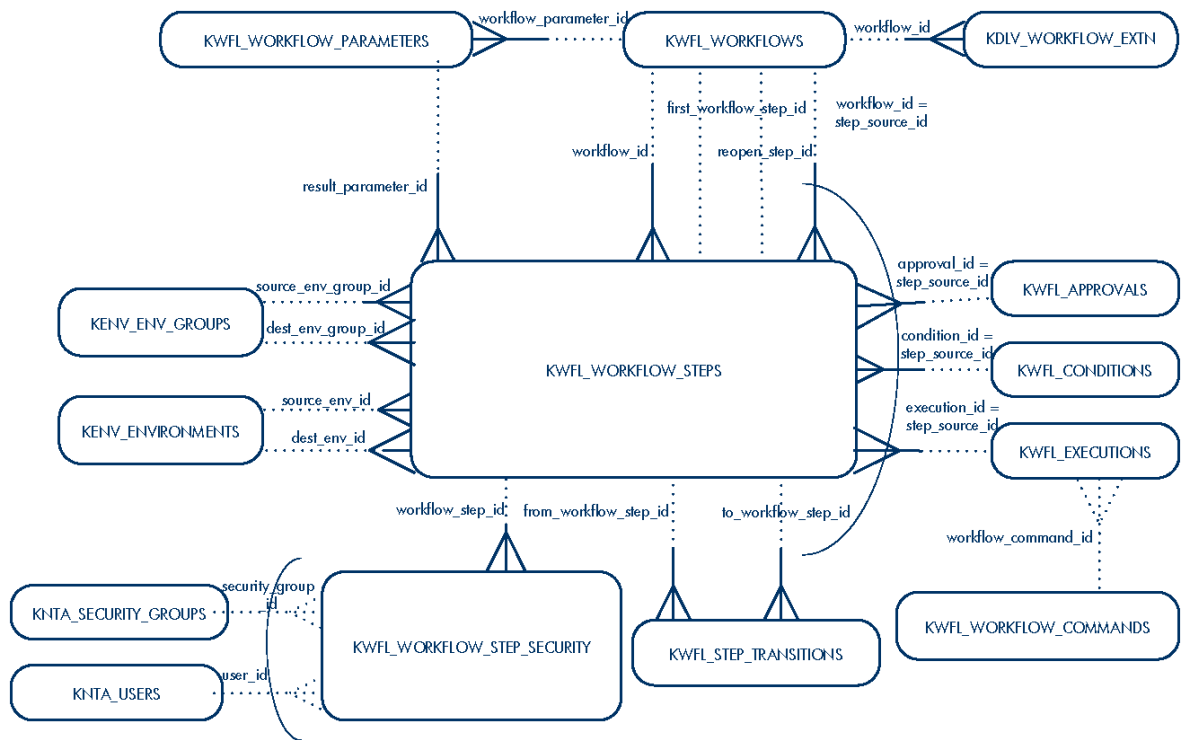 workflow_parameter_id
workflow_id
KWFL_WORKFLOW_PARAMETERS
KWFL_WORKFLOWS
KDLV_WORKFLOW_EXTN
first_workflow_step_id
workflow_id =
step_source_id
workflow_id
reopen_step_id
result_parameter_id
approval_id =
step_source_id
source_env_group_id
KWFL_APPROVALS
KENV_ENV_GROUPS
dest_env_group_id
condition_id =
step_source_id
KWFL_WORKFLOW_STEPS
KWFL_CONDITIONS
source_env_id
execution_id =
step_source_id
KENV_ENVIRONMENTS
dest_env_id
KWFL_EXECUTIONS
workflow_step_id
from_workflow_step_id
to_workflow_step_id
workflow_command_id
security_group
_id
KNTA_SECURITY_GROUPS
KWFL_WORKFLOW_STEP_SECURITY
KWFL_STEP_TRANSITIONS
KWFL_WORKFLOW_COMMANDS
user_id
KNTA_USERS